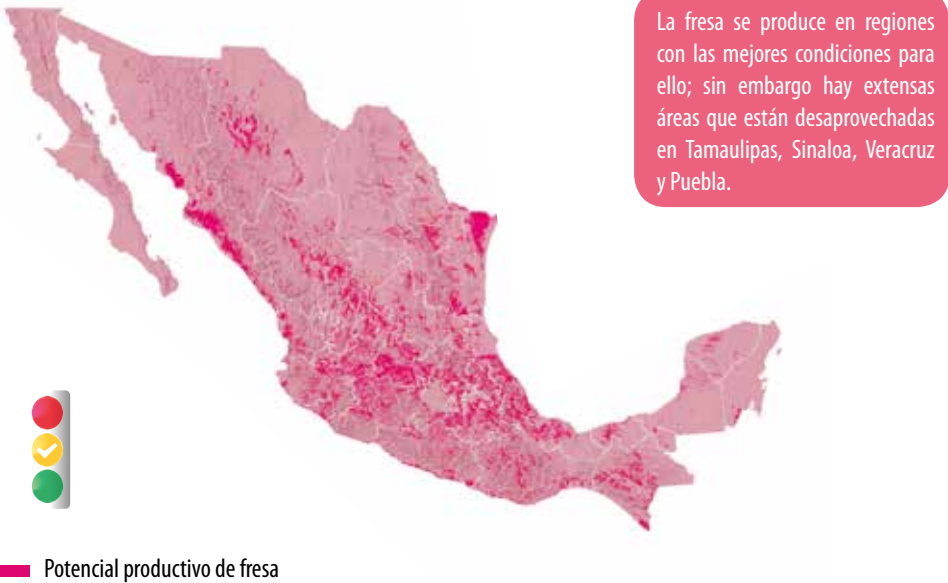 La fresa se produce en regiones
con las mejores condiciones para
ello; sin embargo hay extensas
áreas que están desaprovechadas
en Tamaulipas, Sinaloa, Veracruz
y Puebla.
Potencial productivo de fresa